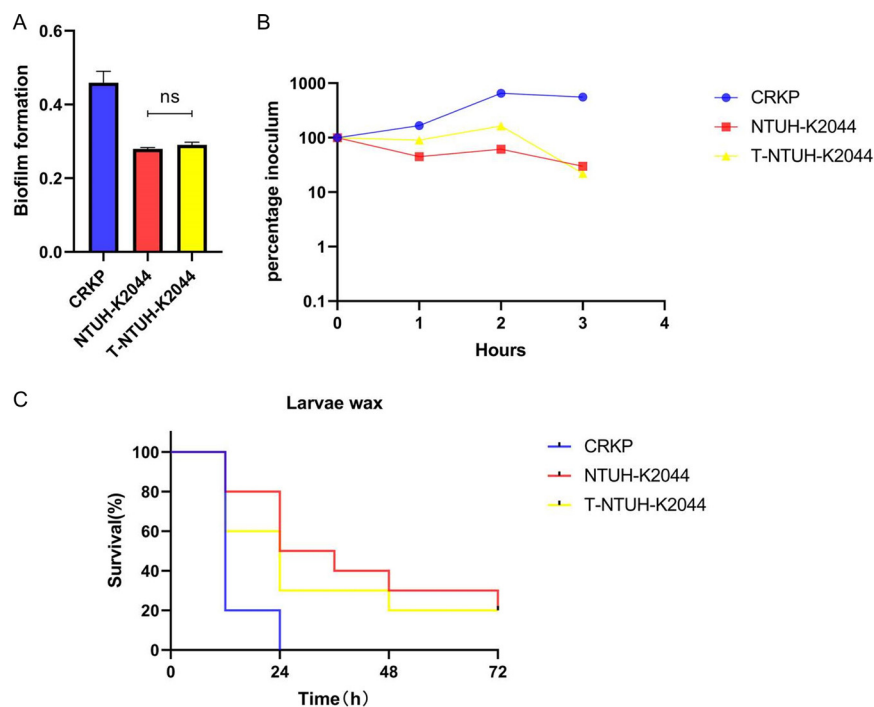 A
Biofilm formation
0.6
0.4
0.2
0.0
ns
CRKP
NTUH-K2044
T-NTUH-K2044
B
percentage inoculum
1000
100
10
1
0.1
0 1 2 3 4
Hours
CRKP
NTUH-K2044
T-NTUH-K2044
C
Larvae wax
Survival(%)
100
80
60
40
20
0
0 24 48 72
Time(h)
CRKP
NTUH-K2044
T-NTUH-K2044